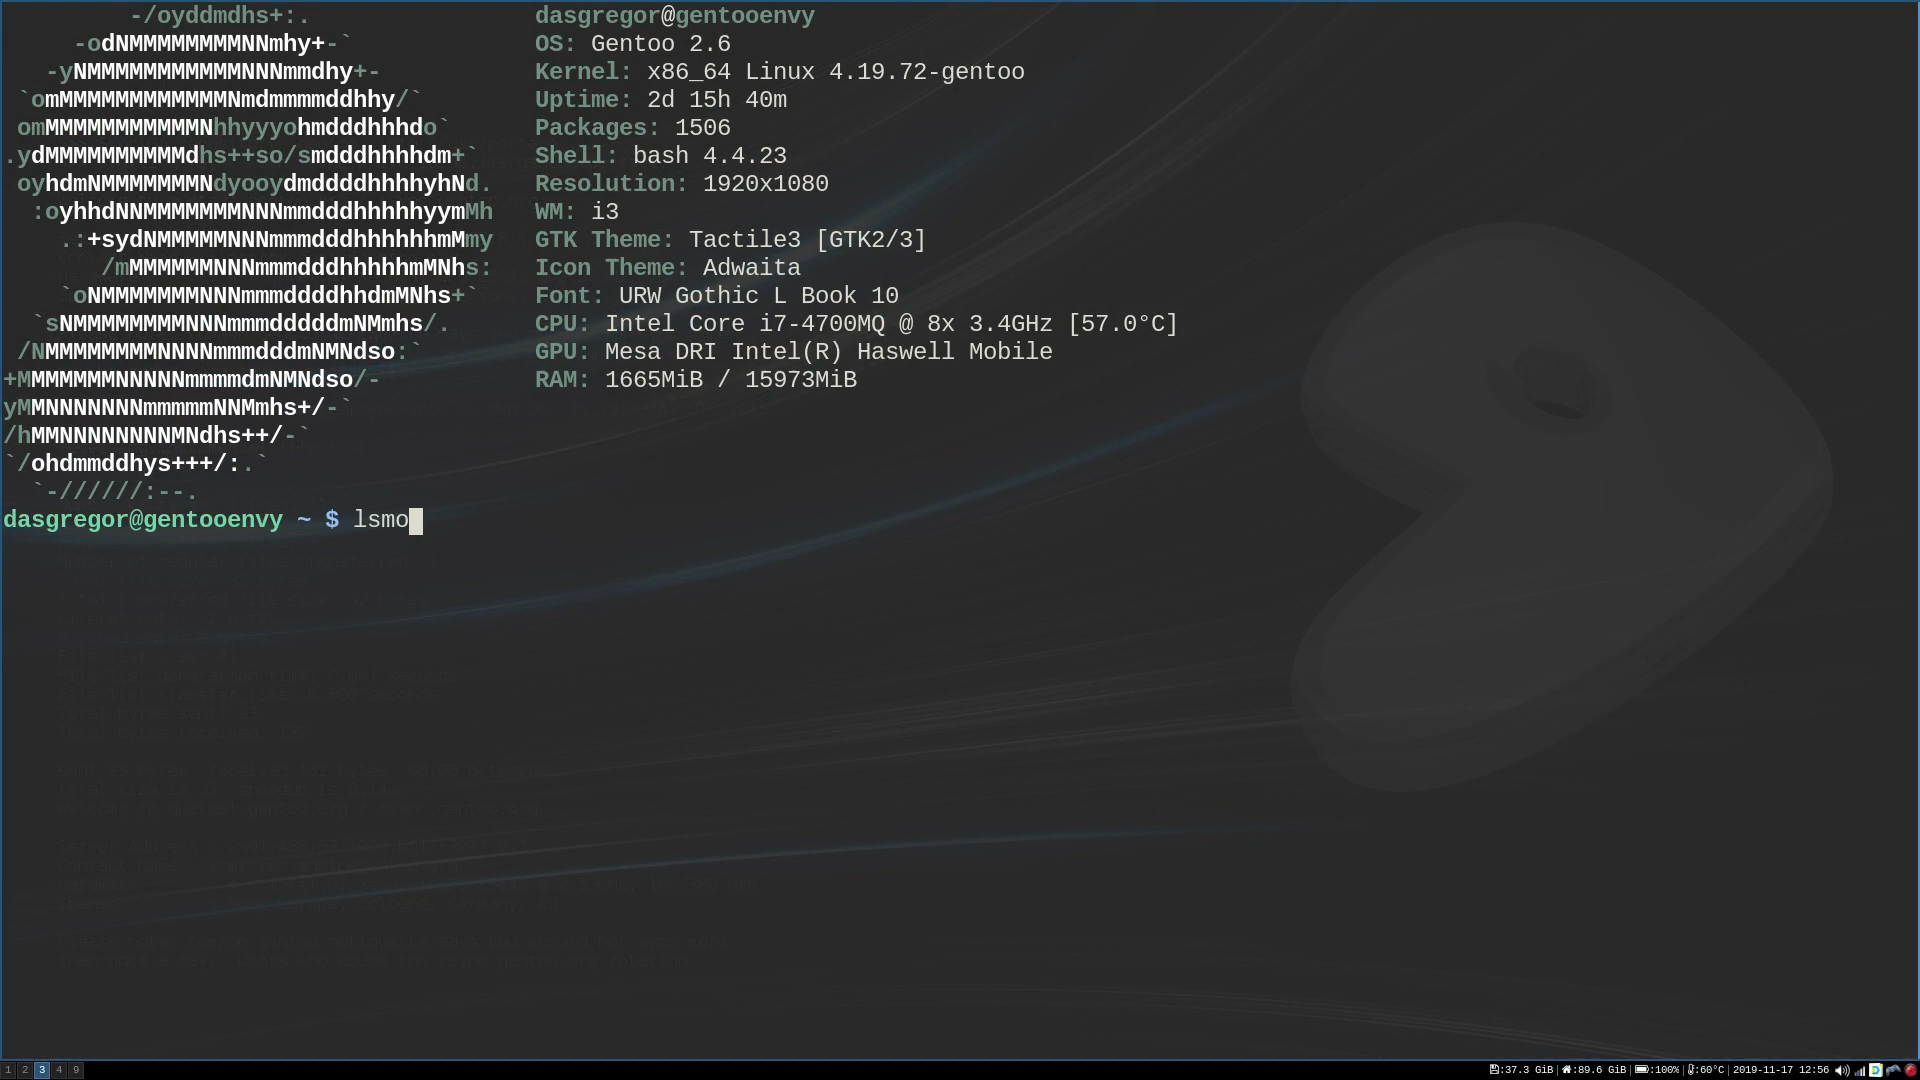 -/oyddmdhs+:.
dasgregor@gentooenvy
-odNMMMMMMMMNNmhy+-`
OS: Gentoo 2.6
-yNMMMMMMMMMMMNNNmmdhy+-
Kernel: x86_64 Linux 4.19.72-gentoo
`omMMMMMMMMMMMMNmdmmmmddhhy/`
Uptime: 2d 15h 40m
omMMMMMMMMMMMNhhyyyohmdddhhhdo`
Packages: 1506
.ydMMMMMMMMMMdhs++so/smdddhhhhdm+`
Shell: bash 4.4.23
oyhdmNMMMMMMMNdyooydmddddhhhhyhNd.
Resolution: 1920x1080
:oyhhdNNMMMMMMMNNNmmdddhhhhhyymMh
WM: i3
.:+sydNMMMMMNNNmmmdddhhhhhhmMmy
GTK Theme: Tactile3 [GTK2/3]
/mMMMMMMNNNmmmdddhhhhhmMNhs:
Icon Theme: Adwaita
`oNMMMMMMMNNNmmmddddhhdmMNhs+`
Font: URW Gothic L Book 10
`sNMMMMMMMMNNNmmmdddddmNMmhs/.
CPU: Intel Core i7-4700MQ @ 8x 3.4GHz [57.0°C]
/NMMMMMMMMNNNNmmmdddmNMNdso:`
GPU: Mesa DRI Intel(R) Haswell Mobile
+MMMMMMMNNNNNmmmmdmNMNdso/-
RAM: 1665MiB / 15973MiB
yMMNNNNNNNmmmmmNNMmhs+/-`
/hMMNNNNNNNNMNdhs++/-`
`/ohdmmddhys+++/:.`
`-//////:--.
dasgregor@gentooenvy ~ $ lsmo
1 2 3 4 9
:37.3 GiB | :89.6 GiB | :100% | :60°C | 2019-11-17 12:56